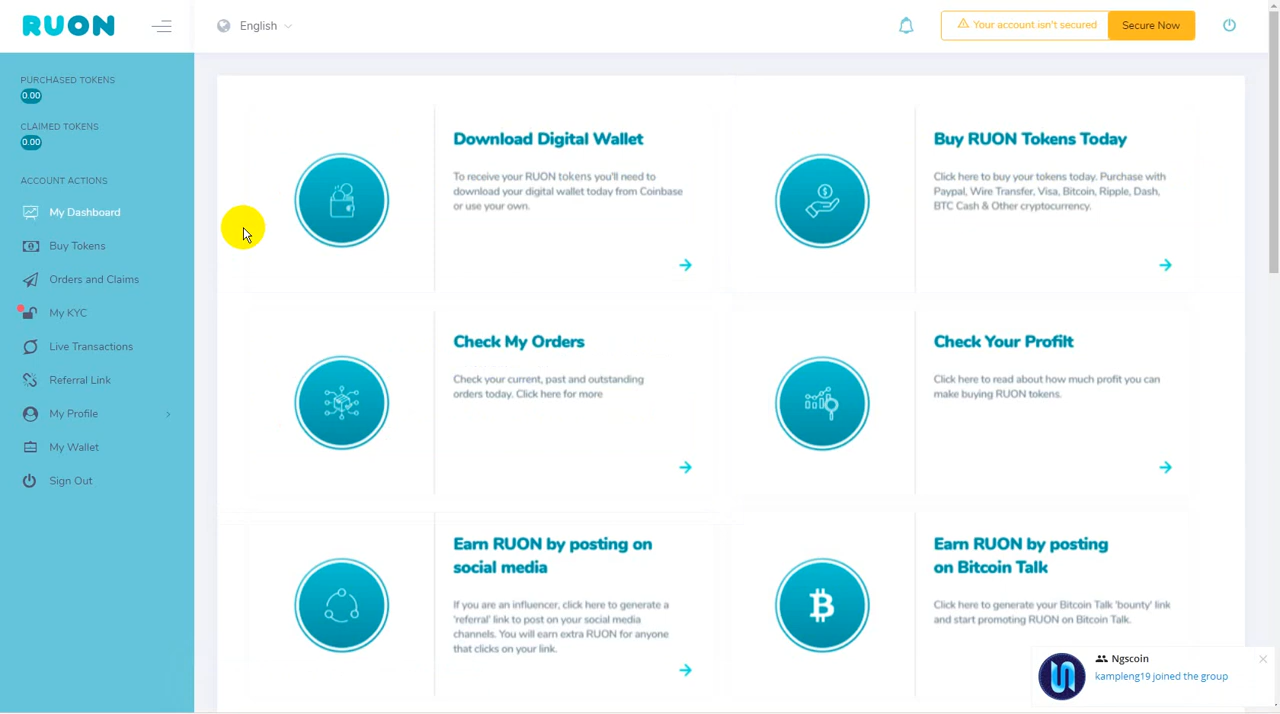 RUON
English
Your account isn't secured
Secure Now
PURCHASED TOKENS
0.00
CLAIMED TOKENS
0.00
ACCOUNT ACTIONS
My Dashboard
Buy Tokens
Orders and Claims
My KYC
Live Transactions
Referral Link
My Profile
My Wallet
Sign Out
Download Digital Wallet
To receive your RUON tokens you'll need to
download your digital wallet today from Coinbase
or use your own.
Buy RUON Tokens Today
Click here to buy your tokens today. Purchase with
Paypal, Wire Transfer, Visa, Bitcoin, Ripple, Dash,
BTC Cash & Other cryptocurrency.
Check My Orders
Check your current, past and outstanding
orders today. Click here for more
Check Your Profilt
Click here to read about how much profit you can
make buying RUON tokens.
Earn RUON by posting on
social media
If you are an influencer, click here to generate a
'referral' link to post on your social media
channels. You will earn extra RUON for anyone
that clicks on your link.
Earn RUON by posting
on Bitcoin Talk
Click here to generate your Bitcoin Talk 'bounty' link
and start promoting RUON on Bitcoin Talk.
Ngscoin
kampleng19 joined the group